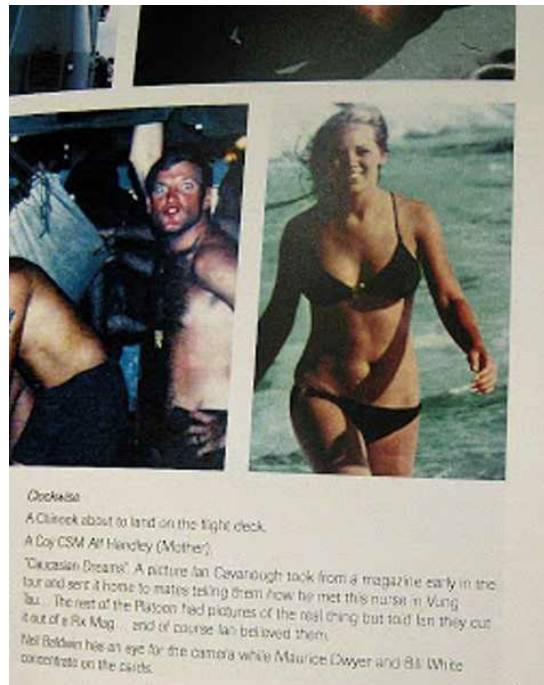 Clockwise
A Chinook about to land on the flight deck.
A Coy CSM Alf Handley (Mother).
"Caucasian Dreams". A picture Ian Cavanough took from a magazine early in the
tour and sent it home to mates telling them how he met this nurse in Vung
Tau... The rest of the Platoon had pictures of the real thing but told Ian they cut
it out of a Pix Mag... and of course Ian believed them.
Neil Baldwin has an eye for the camera while Maurice Dwyer and Bill White
concentrate on the cards.